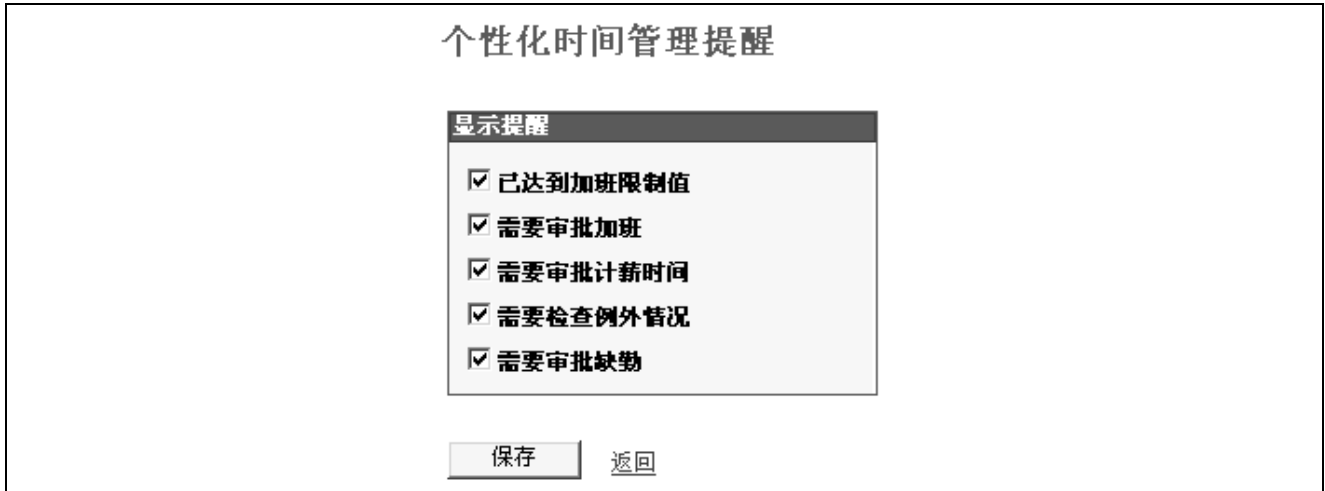 个性化时间管理提醒
显示提醒
已达到加班限制值
需要审批加班
需要审批计薪时间
需要检查例外情况
需要审批缺勤
保存 返回